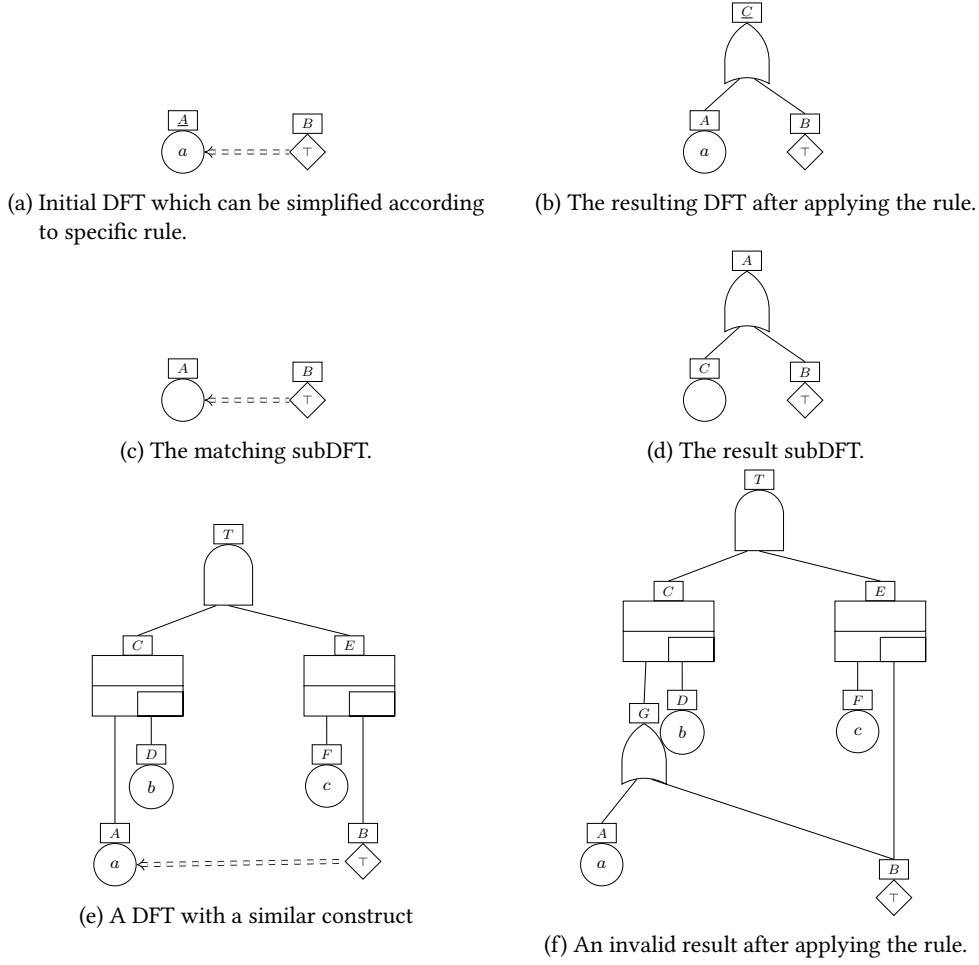 C
A
a
B
⊤
A
a
B
⊤
(a) Initial DFT which can be simplified according
to specific rule.
(b) The resulting DFT after applying the rule.
A
B
⊤
A
C
B
⊤
(c) The matching subDFT.
(d) The result subDFT.
T
C
E
D
b
F
c
A
a
B
⊤
(e) A DFT with a similar construct
T
C
E
G
D
b
F
c
A
a
B
⊤
(f) An invalid result after applying the rule.